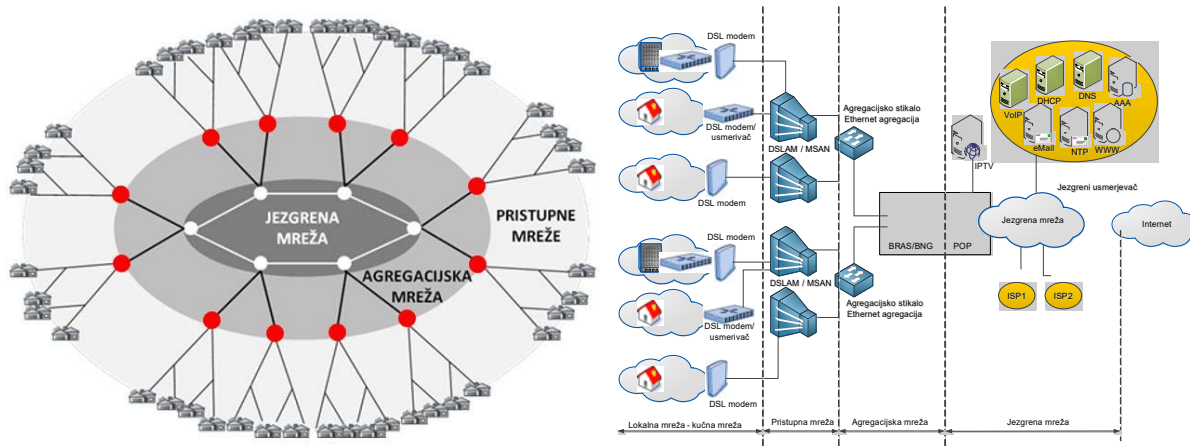 JEZGRENA
MREŽA
PRISTUPNE
MREŽE
AGREGACIJSKA
MREŽA
DSL modem
DSL modem/
usmerivač
DSL modem
DSLAM / MSAN
Agregacijsko stikalo
Ethernet agregacija
VoIP
DHCP
DNS
AAA
eMail
NTP
WWW
IPTV
Jezgreni usmerjevač
Jezgrena mreža
Internet
BRAS/BNG
POP
ISP1
ISP2
DSL modem
DSL modem/
usmerivač
DSL modem
DSLAM / MSAN
Agregacijsko stikalo
Ethernet agregacija
Lokalna mreža - kučna mreža
Pristupna mreža
Agregacijska mreža
Jezgrena mreža